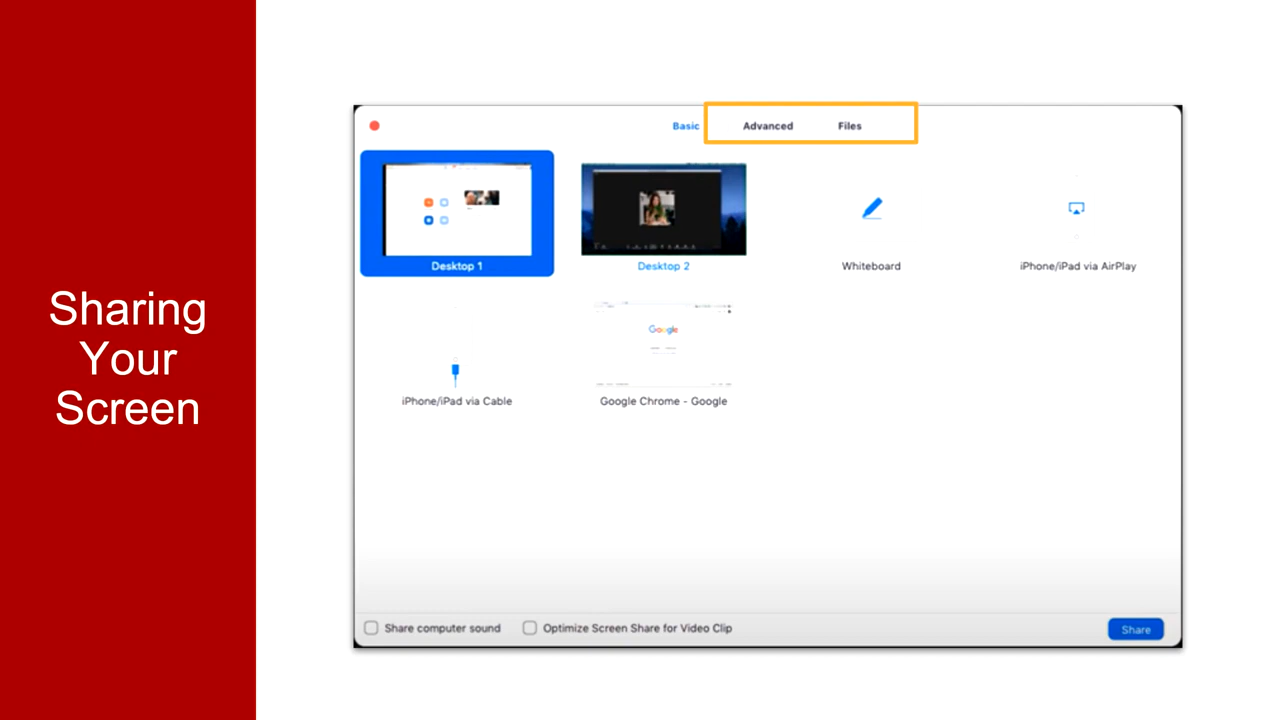 Sharing
Your
Screen
Basic Advanced Files
Desktop 1 Desktop 2 Whiteboard iPhone/iPad via AirPlay
Google
iPhone/iPad via Cable Google Chrome - Google
Share computer sound Optimize Screen Share for Video Clip Share